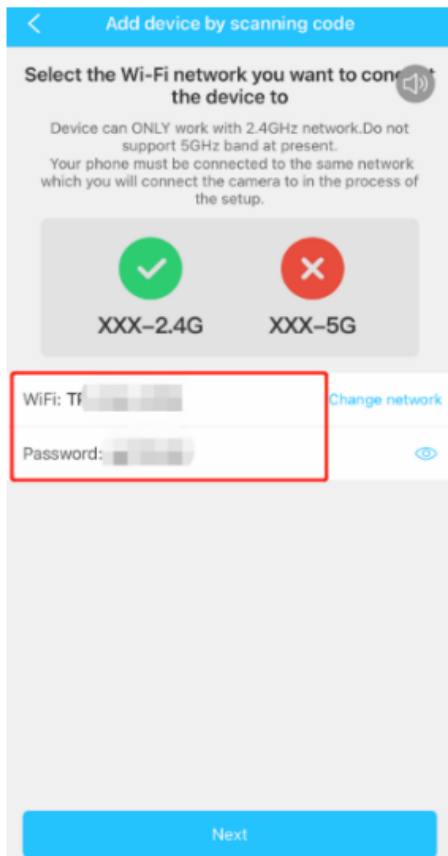 Add device by scanning code
Select the Wi-Fi network you want to con
the device to
Device can ONLY work with 2.4GHz network.Do not
support 5GHz band at present.
Your phone must be connected to the same network
which you will connect the camera to in the process of
the setup.
XXX-2.4G XXX-5G
WiFi: Change network
Password:
Next